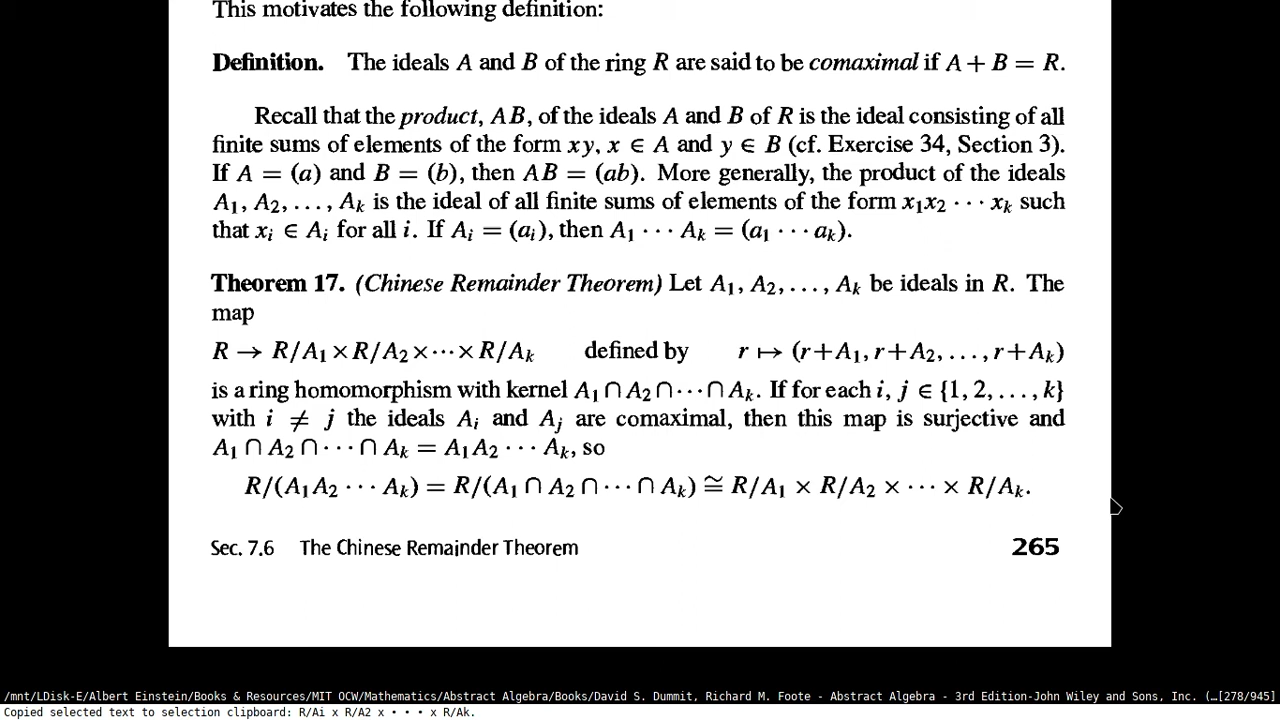 This motivates the following definition:
Definition. The ideals A and B of the ring R are said to be comaximal if A + B = R.
Recall that the product, AB, of the ideals A and B of R is the ideal consisting of all
finite sums of elements of the form xy, x ∈ A and y ∈ B (cf. Exercise 34, Section 3).
If A = (a) and B = (b), then AB = (ab). More generally, the product of the ideals
A₁, A₂, . . . , Aₖ is the ideal of all finite sums of elements of the form x₁x₂ · · · xₖ such
that xᵢ ∈ Aᵢ for all i. If Aᵢ = (aᵢ), then A₁ · · · Aₖ = (a₁ · · · aₖ).
Theorem 17. (Chinese Remainder Theorem) Let A₁, A₂, . . . , Aₖ be ideals in R. The
map
R → R/A₁ × R/A₂ × · · · × R/Aₖ defined by r ↦ (r+A₁, r+A₂, . . . , r+Aₖ)
is a ring homomorphism with kernel A₁ ∩ A₂ ∩ · · · ∩ Aₖ. If for each i, j ∈ {1, 2, . . . , k}
with i ≠ j the ideals Aᵢ and Aⱼ are comaximal, then this map is surjective and
A₁ ∩ A₂ ∩ · · · ∩ Aₖ = A₁A₂ · · · Aₖ, so
R/(A₁A₂ · · · Aₖ) = R/(A₁ ∩ A₂ ∩ · · · ∩ Aₖ) ≅ R/A₁ × R/A₂ × · · · × R/Aₖ.
Sec. 7.6 The Chinese Remainder Theorem 265
/mnt/LDisk-E/Albert Einstein/Books & Resources/MIT OCW/Mathematics/Abstract Algebra/Books/David S. Dummit, Richard M. Foote - Abstract Algebra - 3rd Edition-John Wiley and Sons, Inc. (…[278/945]
Copied selected text to selection clipboard: R/Ai x R/A2 x • • • x R/Ak.